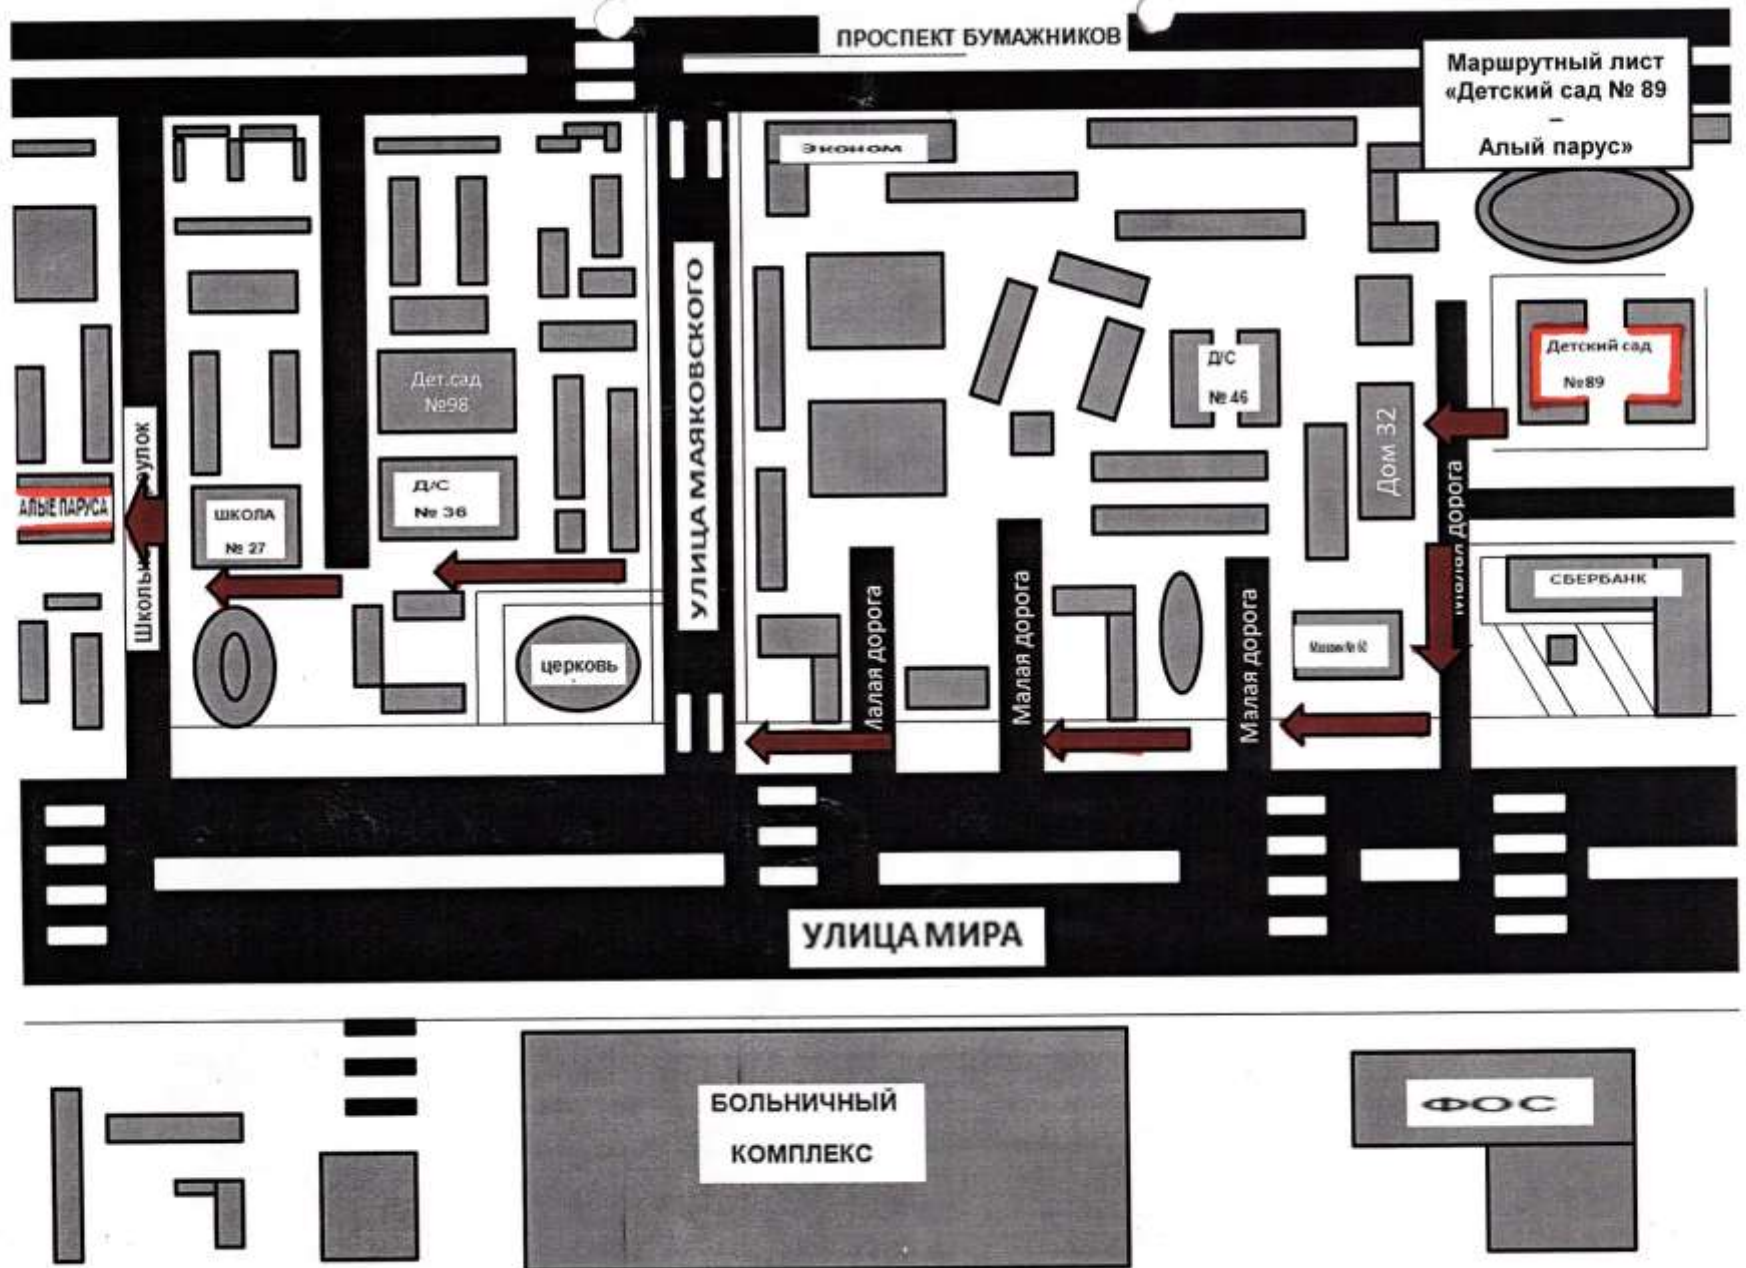 ПРОСПЕКТ БУМАЖНИКОВ
Маршрутный лист
«Детский сад № 89
–
Алый парус»
Эконом
УЛИЦА МАЯКОВСКОГО
Детский сад
№89
Д/С
№ 46
Дет.сад
№98
Дом 32
Д/С
№ 36
АЛЫЕ ПАРУСА
ШКОЛА
№ 27
Малая дорога
СБЕРБАНК
церковь
Малая дорога
Малая дорога
Малая дорога
УЛИЦА МИРА
БОЛЬНИЧНЫЙ
КОМПЛЕКС
ФОС